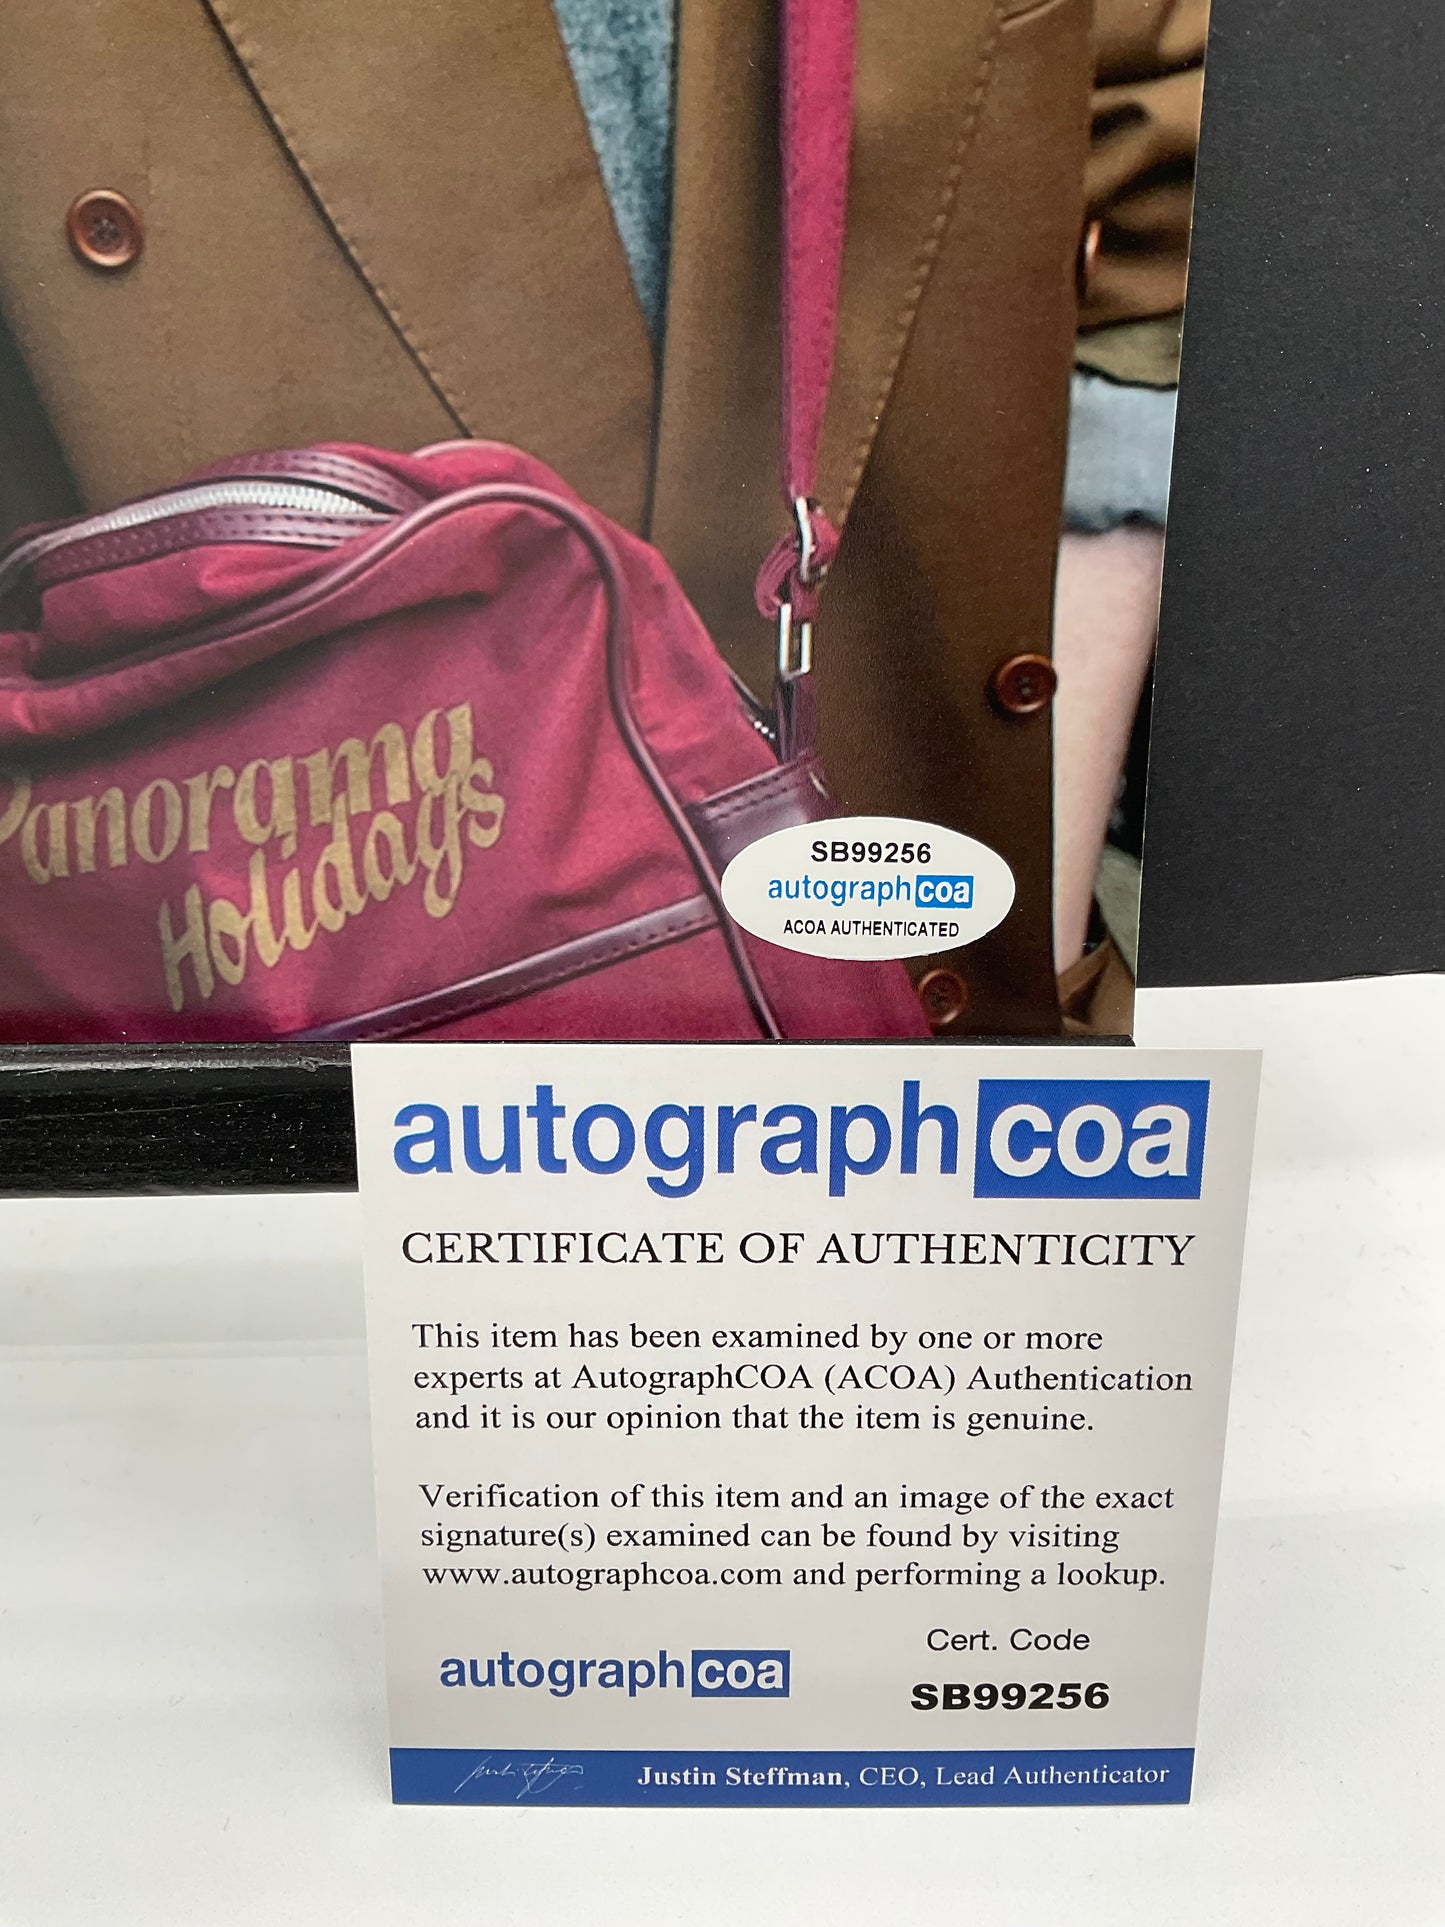 Panorama
Holidays
SB99256
autographcoa
ACOA AUTHENTICATED
autographcoa
CERTIFICATE OF AUTHENTICITY
This item has been examined by one or more
experts at AutographCOA (ACOA) Authentication
and it is our opinion that the item is genuine.
Verification of this item and an image of the exact
signature(s) examined can be found by visiting
www.autographcoa.com and performing a lookup.
Cert. Code
autographcoa
SB99256
Justin Steffman, CEO, Lead Authenticator